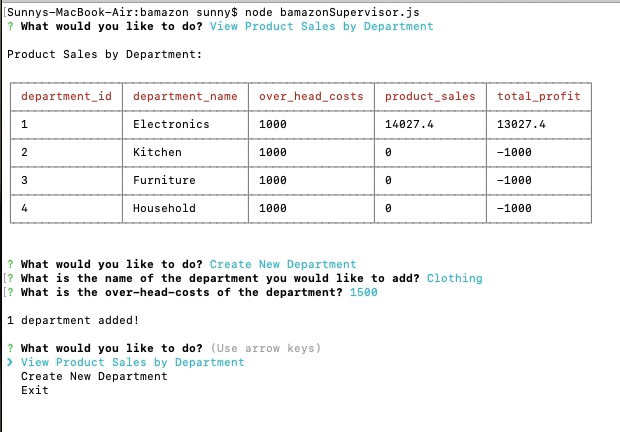 [Sunnys-MacBook-Air:bamazon sunny$ node bamazonSupervisor.js
? What would you like to do? View Product Sales by Department
Product Sales by Department:
department_id department_name over_head_costs product_sales total_profit
1 Electronics 1000 14027.4 13027.4
2 Kitchen 1000 0 -1000
3 Furniture 1000 0 -1000
4 Household 1000 0 -1000
? What would you like to do? Create New Department
[? What is the name of the department you would like to add? Clothing
[? What is the over-head-costs of the department? 1500
1 department added!
? What would you like to do? (Use arrow keys)
❯ View Product Sales by Department
Create New Department
Exit